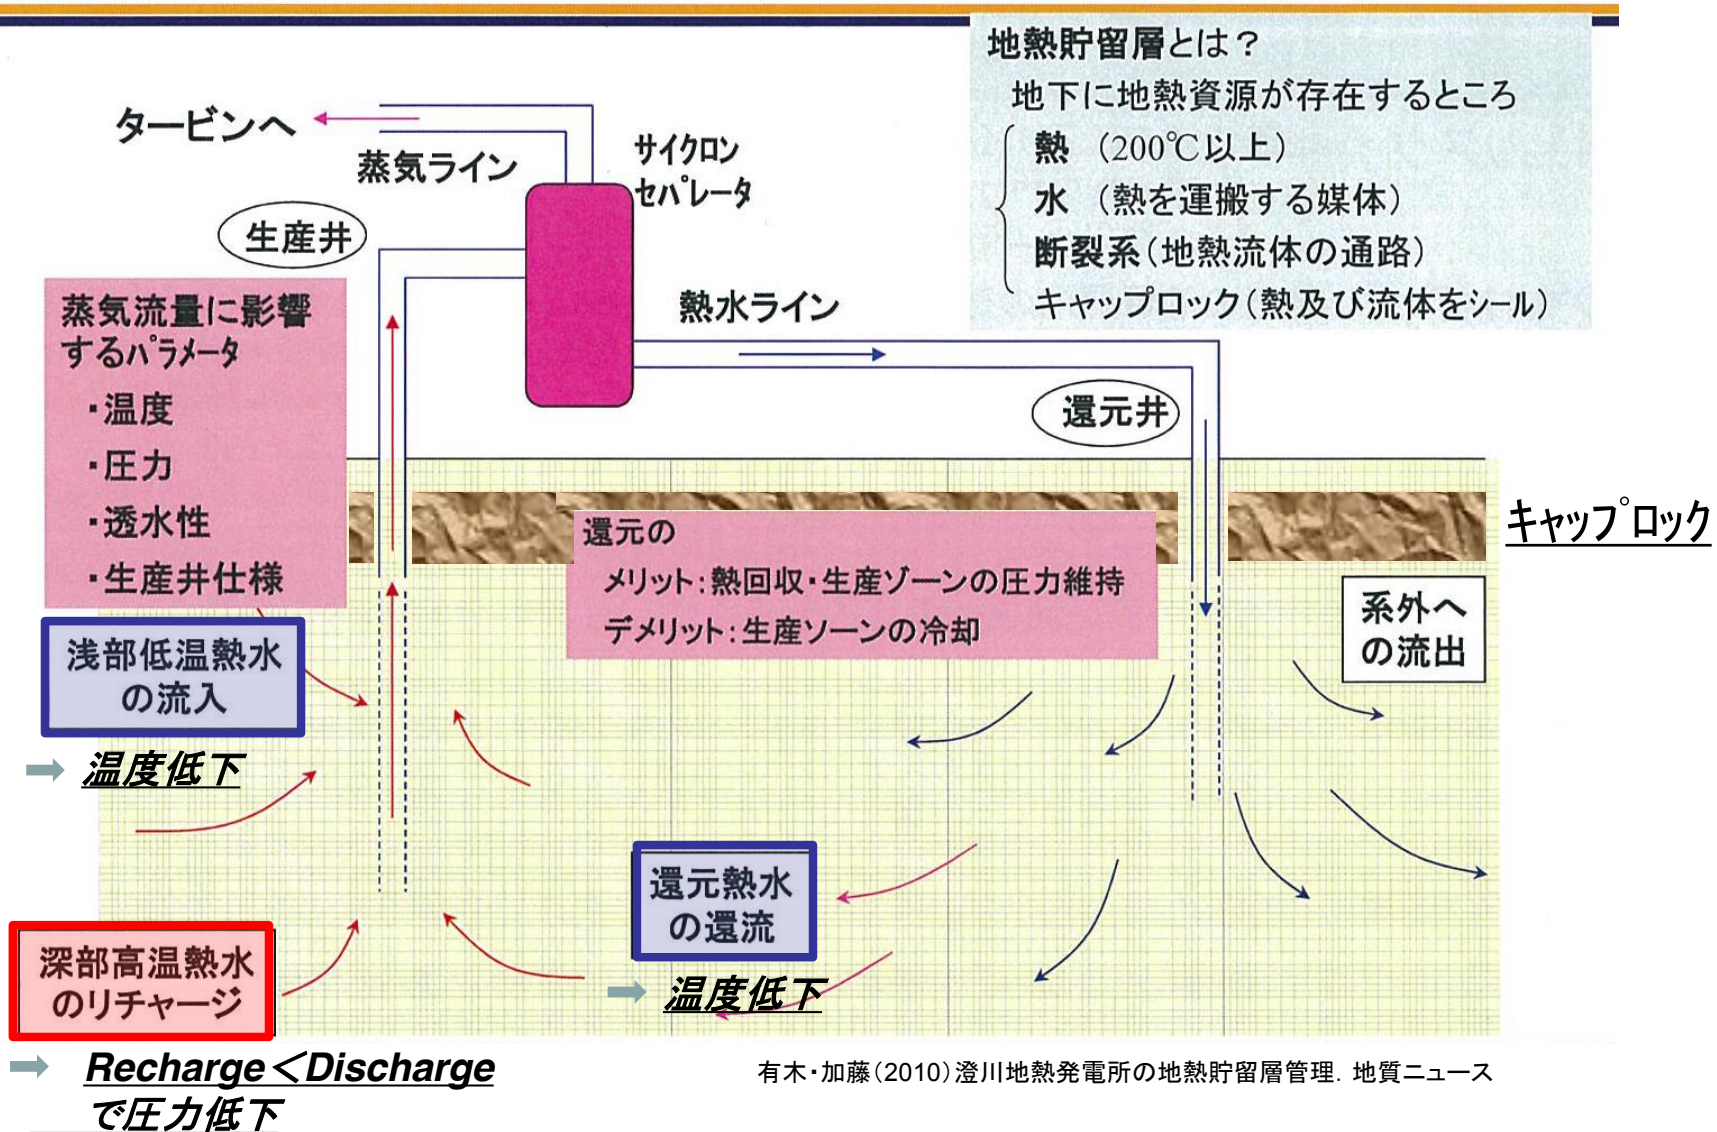 地熱貯留層とは？
地下に地熱資源が存在するところ
熱 （200℃以上）
水 （熱を運搬する媒体）
断裂系（地熱流体の通路）
キャップロック（熱及び流体をシール）
タービンへ
蒸気ライン
サイクロン
セパレータ
生産井
熱水ライン
還元井
蒸気流量に影響
するパラメータ
・温度
・圧力
・透水性
・生産井仕様
キャップロック
還元の
メリット：熱回収・生産ゾーンの圧力維持
デメリット：生産ソーンの冷却
系外へ
の流出
浅部低温熱水
の流入
温度低下
還元熱水
の還流
温度低下
深部高温熱水
のリチャージ
Recharge＜Discharge
で圧力低下
有木・加藤（2010）澄川地熱発電所の地熱貯留層管理．地質ニュース